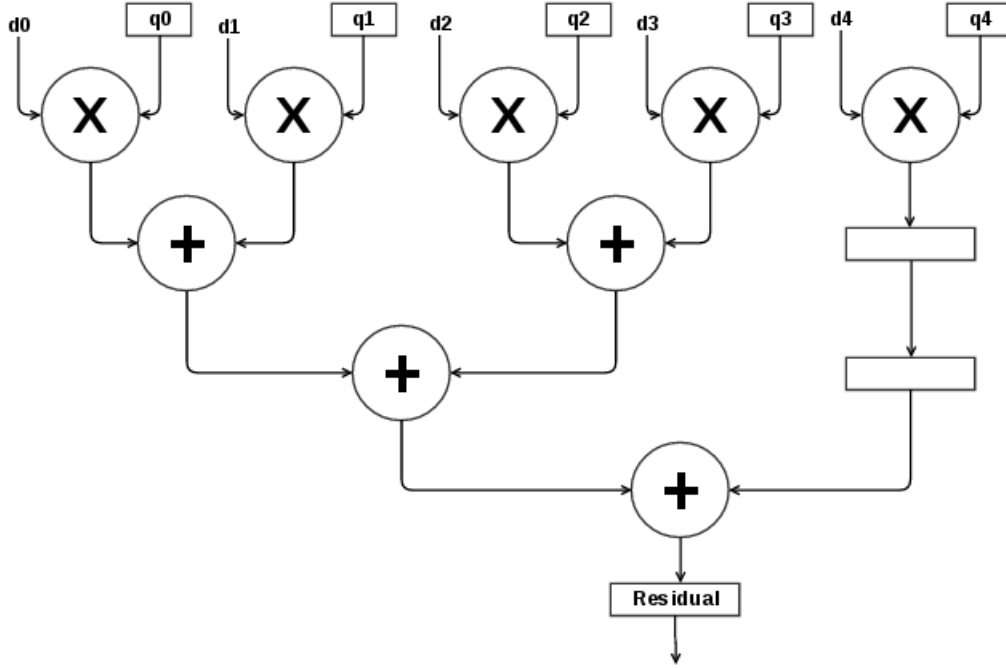 d0 q0 d1 q1 d2 q2 d3 q3 d4 q4
X X X X X
+ +
+
+
Residual